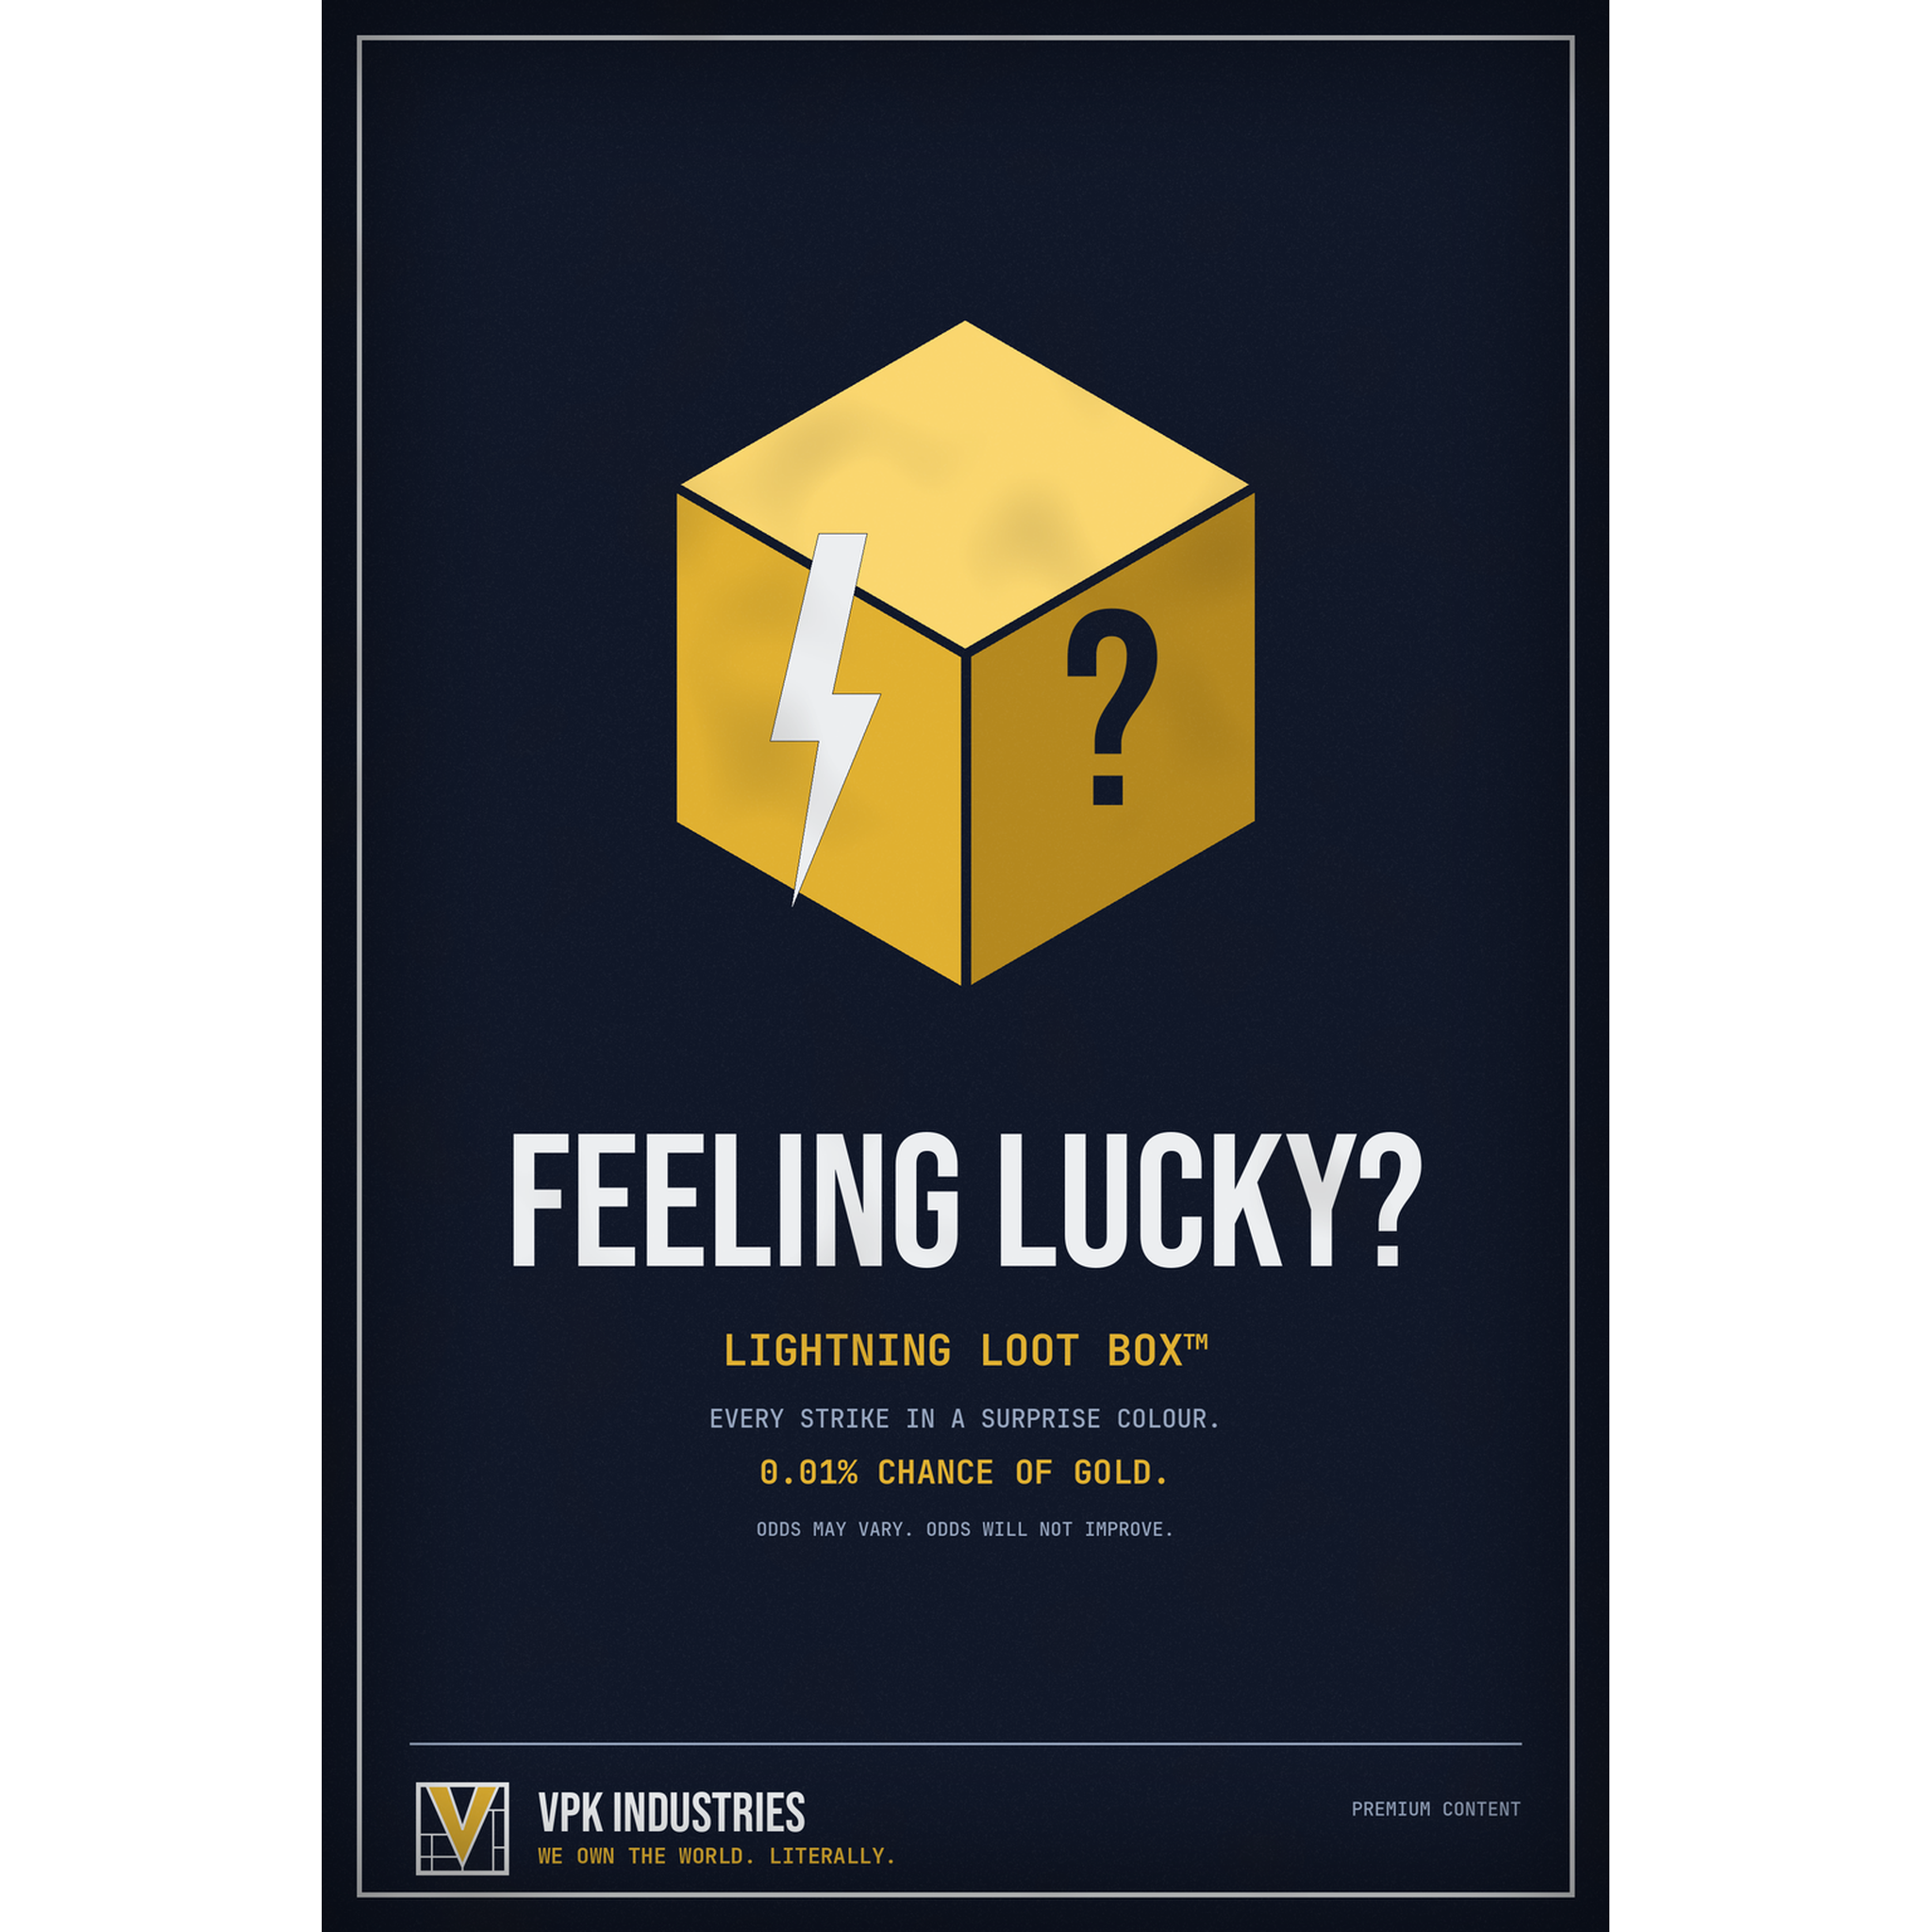 ?
FEELING LUCKY?
LIGHTNING LOOT BOX™
EVERY STRIKE IN A SURPRISE COLOUR.
0.01% CHANCE OF GOLD.
ODDS MAY VARY. ODDS WILL NOT IMPROVE.
V
VPK INDUSTRIES
WE OWN THE WORLD. LITERALLY.
PREMIUM CONTENT